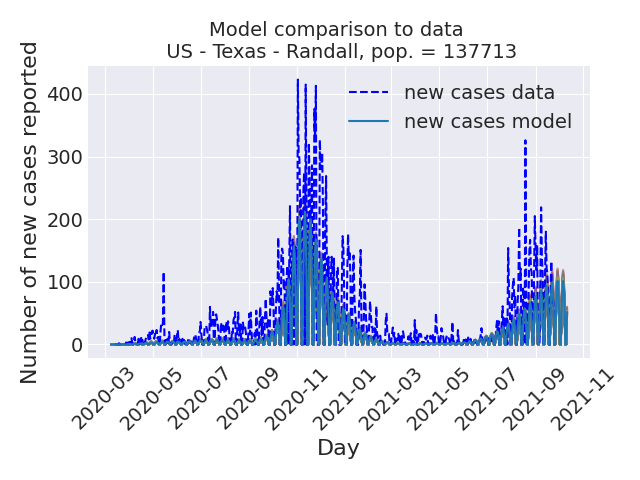 Model comparison to data
US - Texas - Randall, pop. = 137713
Number of new cases reported
400
300
200
100
0
new cases data
new cases model
2020-03
2020-05
2020-07
2020-09
2020-11
2021-01
2021-03
2021-05
2021-07
2021-09
2021-11
Day